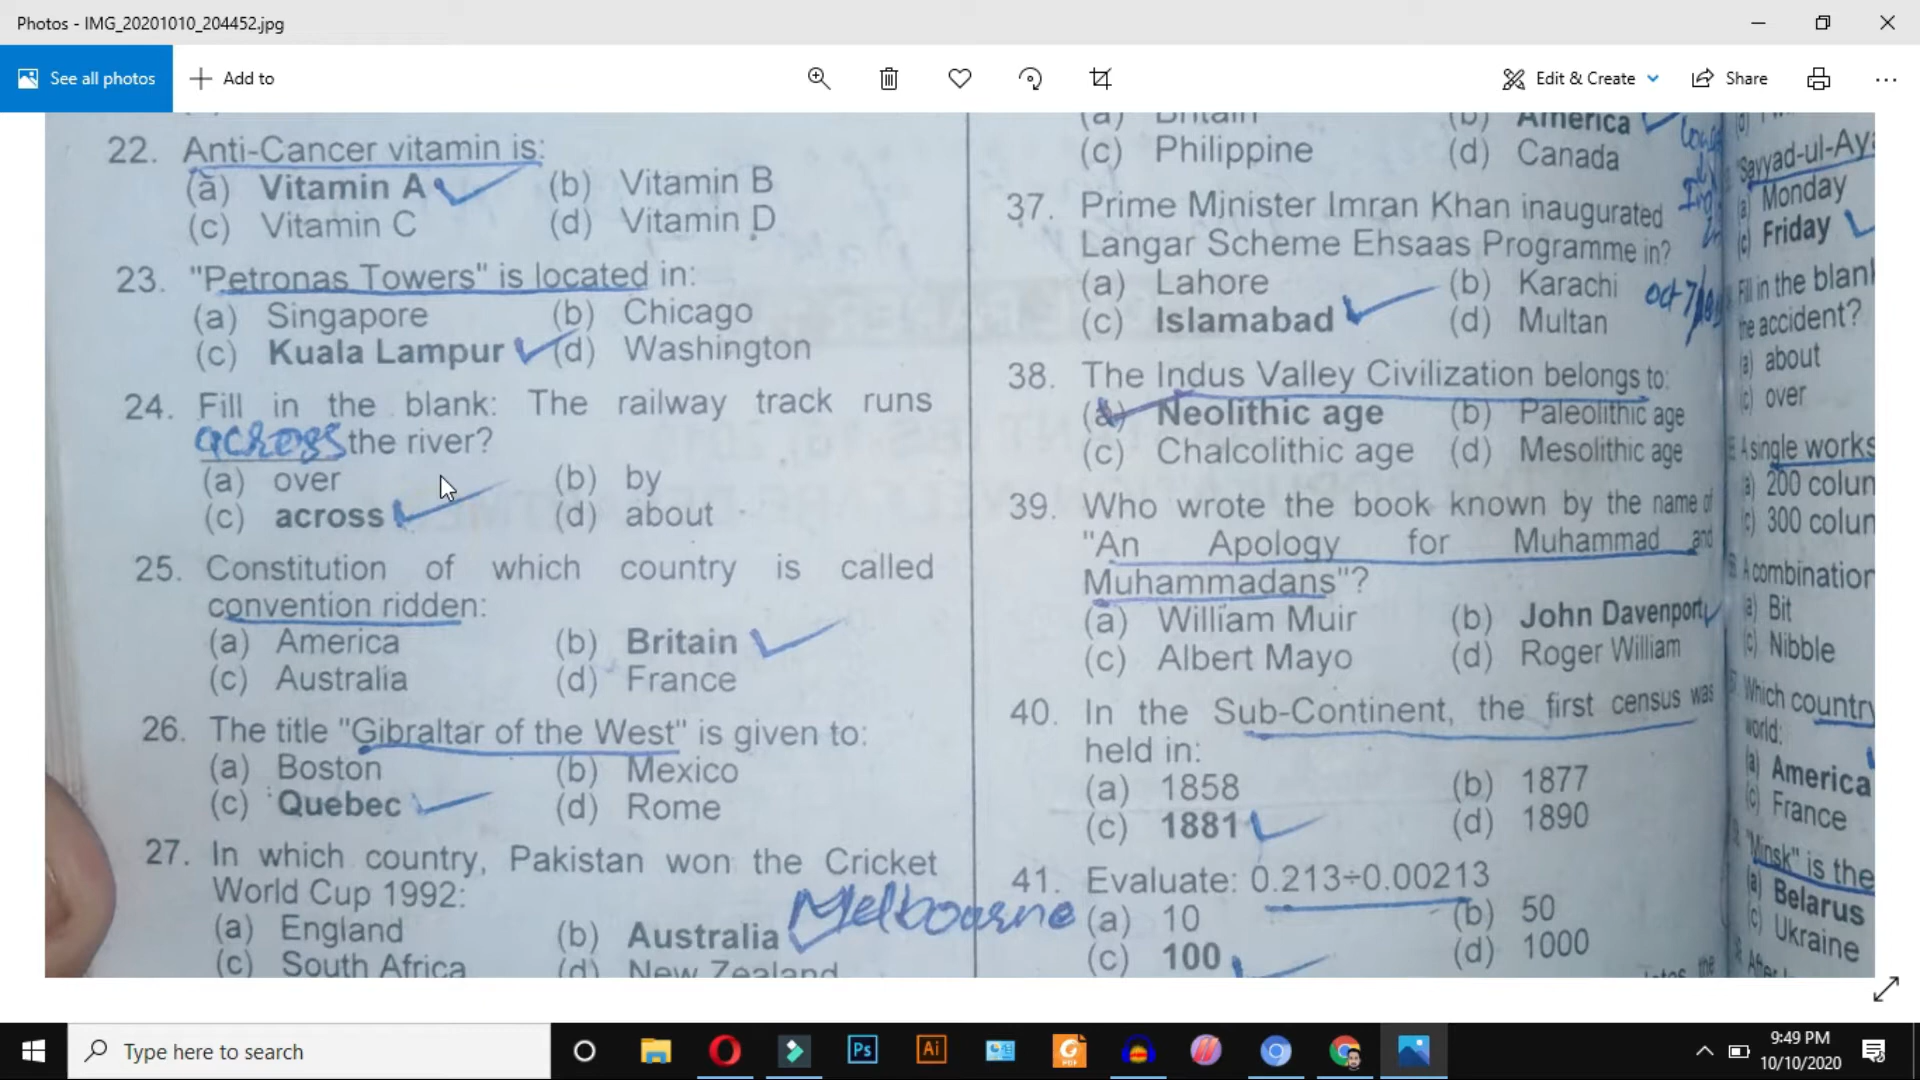 Photos - IMG_20201010_204452.jpg
See all photos
Add to
Edit & Create
Share
22. Anti-Cancer vitamin is:
(a) Vitamin A (b) Vitamin B
(c) Vitamin C (d) Vitamin D
23. "Petronas Towers" is located in:
(a) Singapore (b) Chicago
(c) Kuala Lampur (d) Washington
24. Fill in the blank: The railway track runs
across the river?
(a) over (b) by
(c) across (d) about
25. Constitution of which country is called
convention ridden:
(a) America (b) Britain
(c) Australia (d) France
26. The title "Gibraltar of the West" is given to:
(a) Boston (b) Mexico
(c) Quebec (d) Rome
27. In which country, Pakistan won the Cricket
World Cup 1992:
Melbourne
(a) England (b) Australia
(c) South Africa (d) New Zealand
(a) Britain (b) America
(c) Philippine (d) Canada
37. Prime Minister Imran Khan inaugurated
Langar Scheme Ehsaas Programme in?
(a) Lahore (b) Karachi
(c) Islamabad (d) Multan
38. The Indus Valley Civilization belongs to:
(a) Neolithic age (b) Paleolithic age
(c) Chalcolithic age (d) Mesolithic age
39. Who wrote the book known by the name of
"An Apology for Muhammad and
Muhammadans"?
(a) William Muir (b) John Davenport
(c) Albert Mayo (d) Roger William
40. In the Sub-Continent, the first census was
held in:
(a) 1858 (b) 1877
(c) 1881 (d) 1890
41. Evaluate: 0.213÷0.00213
(a) 10 (b) 50
(c) 100 (d) 1000
"Sayyad-ul-Aya
(a) Monday
(c) Friday
Fill in the blank
the accident?
(a) about
(c) over
A single works
(a) 200 colun
(c) 300 colun
A combination
(a) Bit
(c) Nibble
Which country
world:
(a) America
(c) France
"Minsk" is the
(a) Belarus
(c) Ukraine
Type here to search
Ps
Ai
9:49 PM
10/10/2020
3